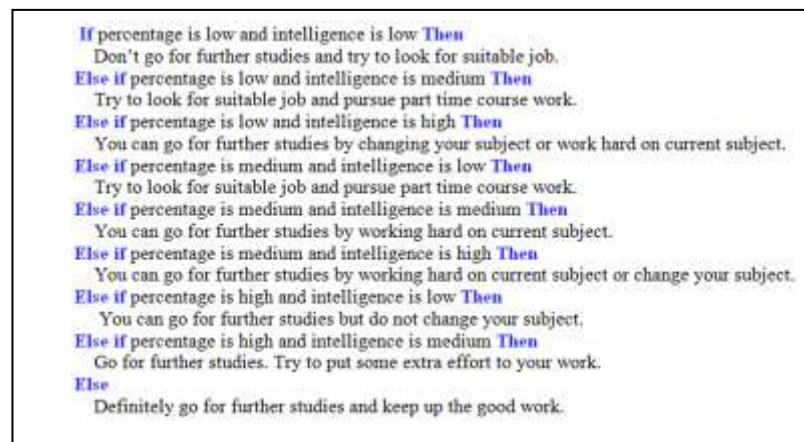 If percentage is low and intelligence is low Then
Don't go for further studies and try to look for suitable job.
Else if percentage is low and intelligence is medium Then
Try to look for suitable job and pursue part time course work.
Else if percentage is low and intelligence is high Then
You can go for further studies by changing your subject or work hard on current subject.
Else if percentage is medium and intelligence is low Then
Try to look for suitable job and pursue part time course work.
Else if percentage is medium and intelligence is medium Then
You can go for further studies by working hard on current subject.
Else if percentage is medium and intelligence is high Then
You can go for further studies by working hard on current subject or change your subject.
Else if percentage is high and intelligence is low Then
You can go for further studies but do not change your subject.
Else if percentage is high and intelligence is medium Then
Go for further studies. Try to put some extra effort to your work.
Else
Definitely go for further studies and keep up the good work.